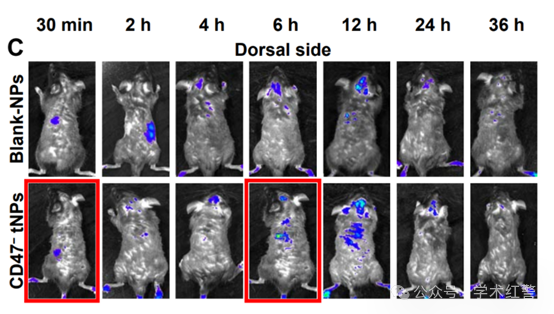 30 min 2 h 4 h 6 h 12 h 24 h 36 h
C
Dorsal side
Blank-NPs
CD47⁻ tNPs
公众号 · 学术红警